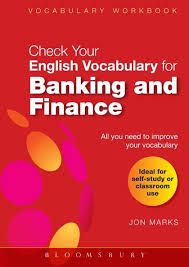 VOCABULARY WORKBOOK
Check Your
English Vocabulary for
Banking and
Finance
All you need to improve
your vocabulary
Ideal for
self-study or
classroom
use
JON MARKS
BLOOMSBURY